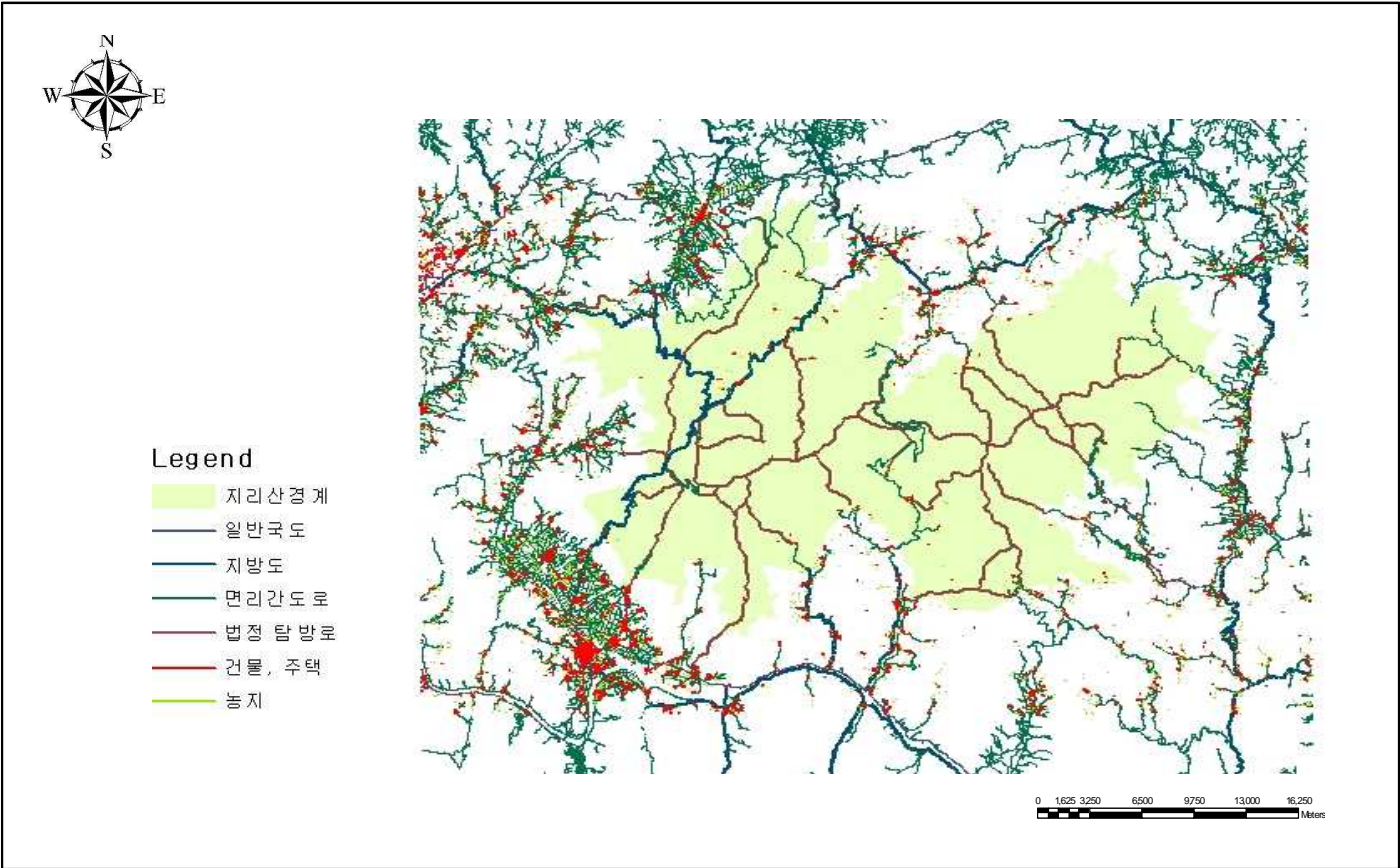 N
W E
S
Legend
지리산경계
일반국도
지방도
면리간도로
법정 탐방로
건물, 주택
농지
0 1,625 3,250 6,500 9,750 13,000 16,250
Meters